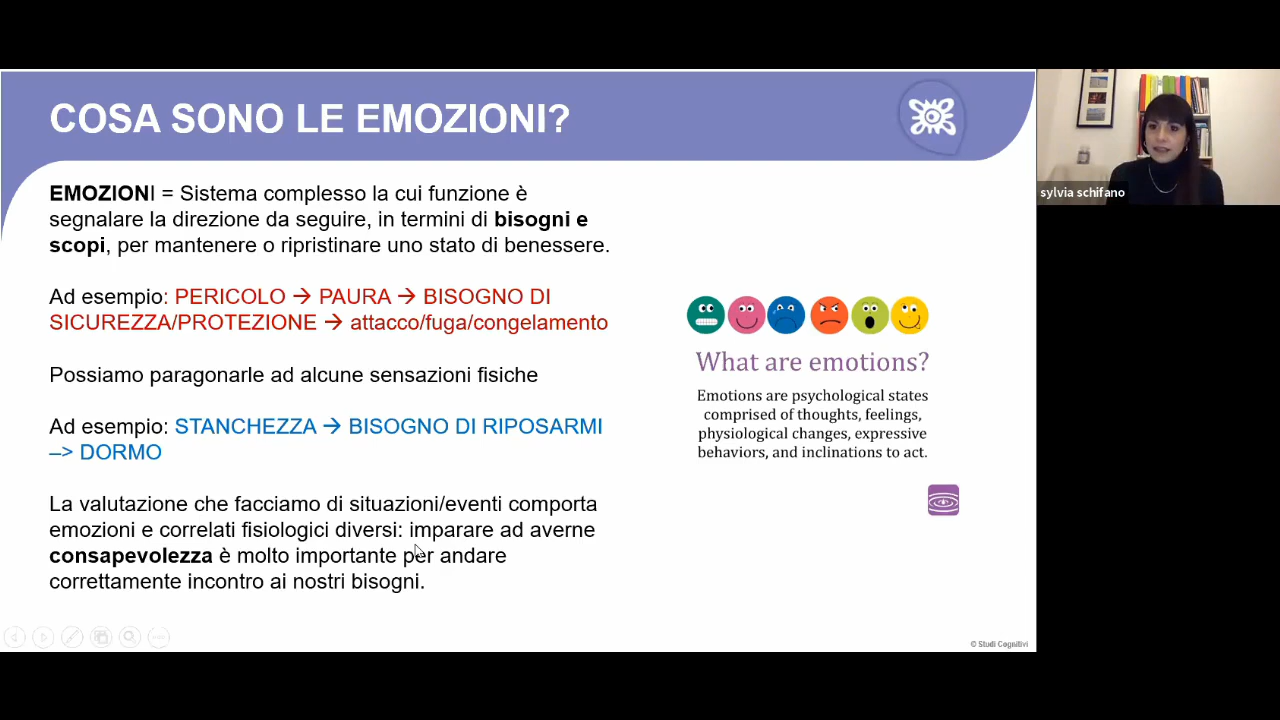 COSA SONO LE EMOZIONI?
EMOZIONI = Sistema complesso la cui funzione è
segnalare la direzione da seguire, in termini di bisogni e
scopi, per mantenere o ripristinare uno stato di benessere.
Ad esempio: PERICOLO → PAURA → BISOGNO DI
SICUREZZA/PROTEZIONE → attacco/fuga/congelamento
Possiamo paragonarle ad alcune sensazioni fisiche
Ad esempio: STANCHEZZA → BISOGNO DI RIPOSARMI
–> DORMO
La valutazione che facciamo di situazioni/eventi comporta
emozioni e correlati fisiologici diversi: imparare ad averne
consapevolezza è molto importante per andare
correttamente incontro ai nostri bisogni.
What are emotions?
Emotions are psychological states
comprised of thoughts, feelings,
physiological changes, expressive
behaviors, and inclinations to act.
© Studi Cognitivi
sylvia schifano